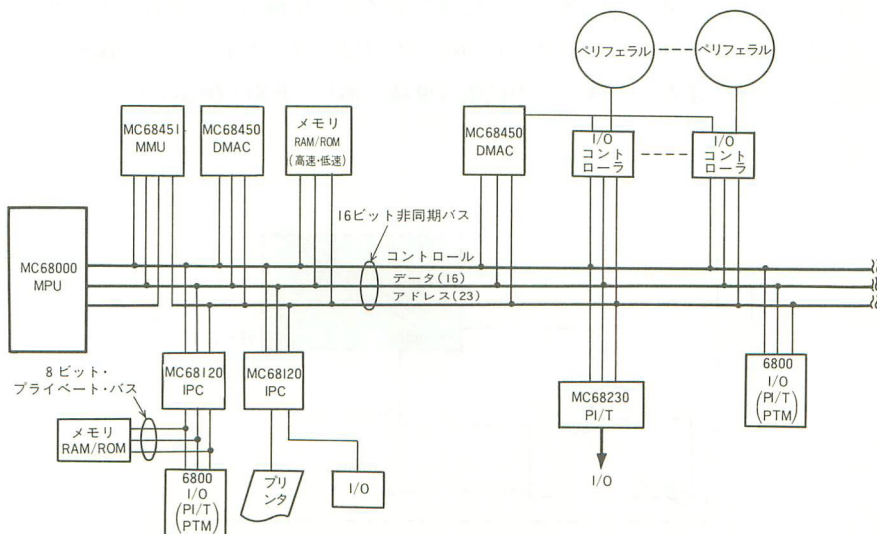 ペリフェラル
ペリフェラル
MC68451
MMU
MC68450
DMAC
メモリ
RAM/ROM
(高速・低速)
MC68450
DMAC
I/O
コント
ローラ
I/O
コント
ローラ
16ビット非同期バス
MC68000
MPU
コントロール
データ(16)
アドレス(23)
8ビット・
プライベート・バス
MC68120
IPC
MC68120
IPC
MC68230
PI/T
I/O
6800
I/O
(PI/T)
(PTM)
メモリ
RAM/ROM
6800
I/O
(PI/T)
(PTM)
プリ
ンタ
I/O